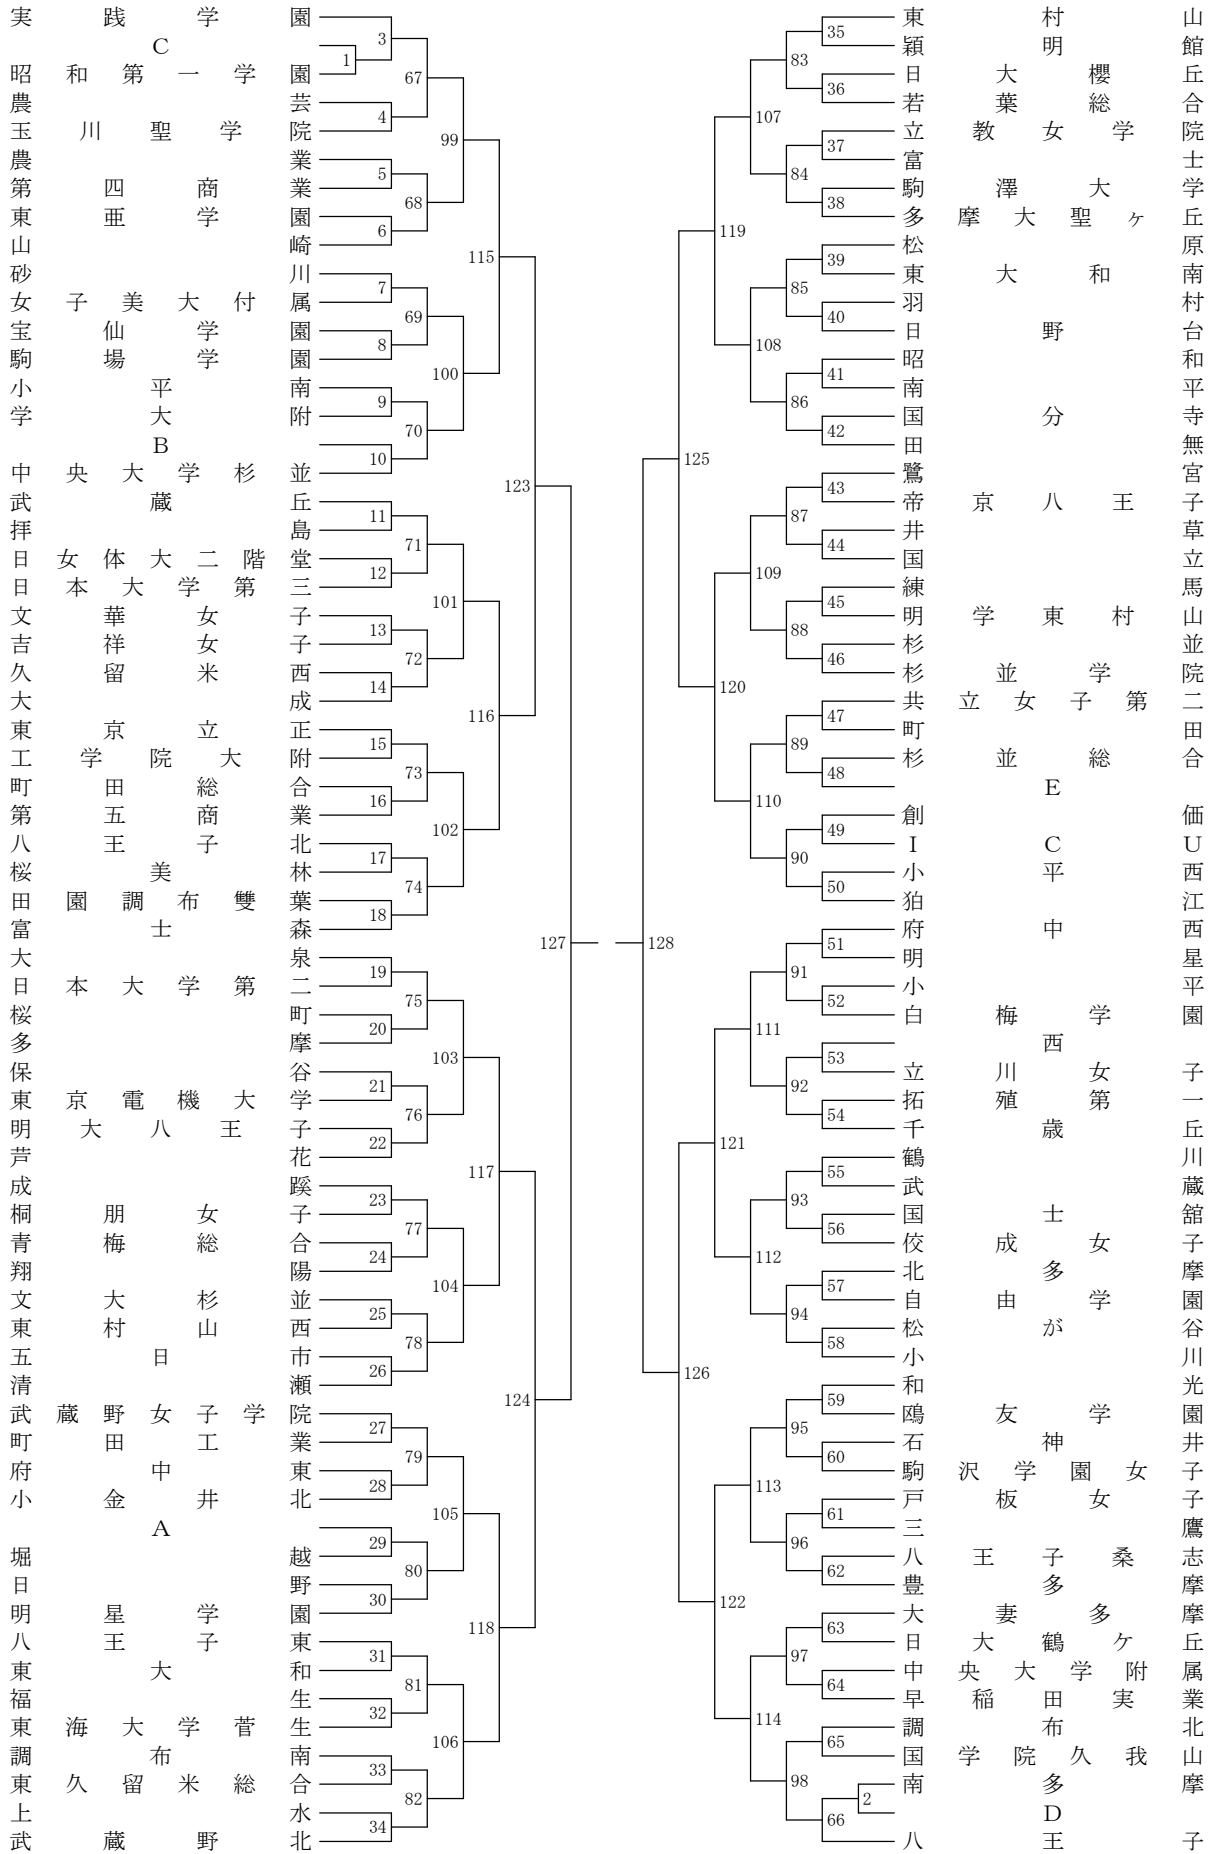 実践学園
C
昭和第一学園
農芸
玉川聖学院
農業
第四商業
東亜学園
山崎
砂川
女子美大付属
宝仙学園
駒場学園
小平南
学大附
B
中央大学杉並
武蔵丘
拝島
日女体大二階堂
日本大学第三
文華女子
吉祥女子
久留米西
大成
東京立正
工学院大附
町田総合
第五商業
八王子北
桜美林
田園調布雙葉
富士森
大泉
日本大学第二
桜町
多摩
保谷
東京電機大学
明大八王子
芦花
成蹊
桐朋女子
青梅総合
翔陽
文大杉並
東村山西
五日市
清瀬
武蔵野女子学院
町田工業
府中東
小金井北
A
堀越
日野
明星学園
八王子東
東大和
福生
東海大学菅生
調布南
東久留米総合
上水
武蔵野北
1
3
4
5
6
7
8
9
10
11
12
13
14
15
16
17
18
19
20
21
22
23
24
25
26
27
28
29
30
31
32
33
34
67
68
69
70
71
72
73
74
75
76
77
78
79
80
81
82
99
100
101
102
103
104
105
106
115
116
117
118
123
124
127
128
125
126
119
120
121
122
107
108
109
110
111
112
113
114
83
84
85
86
87
88
89
90
91
92
93
94
95
96
97
98
35
36
37
38
39
40
41
42
43
44
45
46
47
48
49
50
51
52
53
54
55
56
57
58
59
60
61
62
63
64
65
66
2
東村山
穎明館
日大櫻丘
若葉総合
立教女学院
富士
駒澤大学
多摩大聖ヶ丘
松原
東大和南
羽村
日野台
昭和
南平
国分寺
田無
鷺宮
帝京八王子
井草
国立
練馬
明学東村山
杉並
杉並学院
共立女子第二
町田
杉並総合
E
創価
ICU
小平西
狛江
府中西
明星
小平
白梅学園
西
立川女子
拓殖第一
千歳丘
鶴川
武蔵
国士舘
佼成女子
北多摩
自由学園
松が谷
小川
和光
鴎友学園
石神井
駒沢学園女子
戸板女子
三鷹
八王子桑志
豊多摩
大妻多摩
日大鶴ケ丘
中央大学附属
早稲田実業
調布北
国学院久我山
南多摩
D
八王子